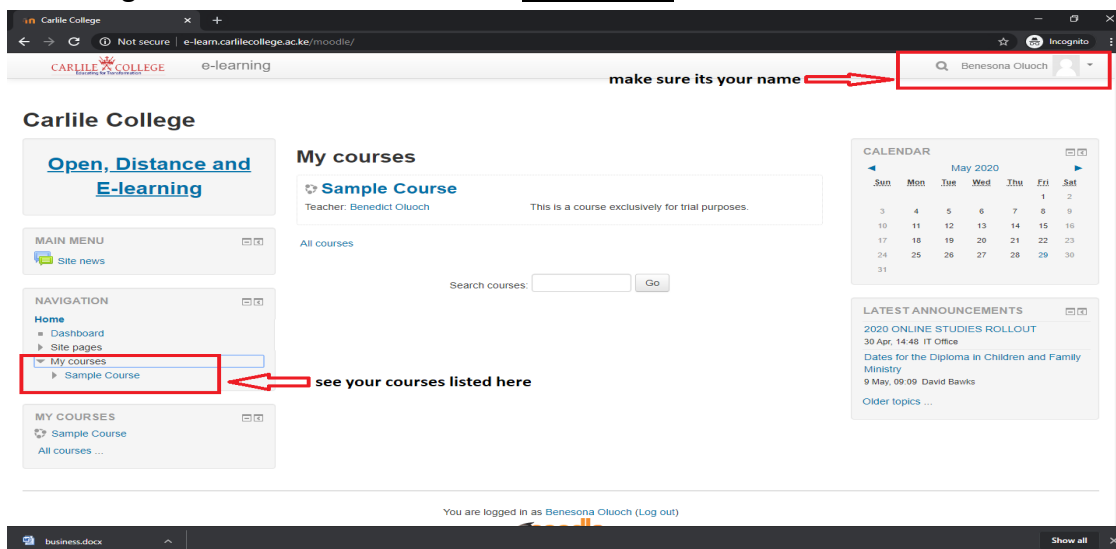 Carlile College
Not secure | e-learn.carlilecollege.ac.ke/moodle/
Incognito
CARLILE COLLEGE
Educating for Transformation
e-learning
make sure its your name
Benesona Oluoch
Carlile College
Open, Distance and
E-learning
MAIN MENU
Site news
NAVIGATION
Home
Dashboard
Site pages
My courses
Sample Course
see your courses listed here
MY COURSES
Sample Course
All courses ...
My courses
Sample Course
Teacher: Benedict Oluoch
This is a course exclusively for trial purposes.
All courses
Search courses:
Go
CALENDAR
May 2020
Sun Mon Tue Wed Thu Fri Sat
1 2
3 4 5 6 7 8 9
10 11 12 13 14 15 16
17 18 19 20 21 22 23
24 25 26 27 28 29 30
31
LATEST ANNOUNCEMENTS
2020 ONLINE STUDIES ROLLOUT
30 Apr, 14:48 IT Office
Dates for the Diploma in Children and Family
Ministry
9 May, 09:09 David Bawks
Older topics ...
You are logged in as Benesona Oluoch (Log out)
business.docx
Show all